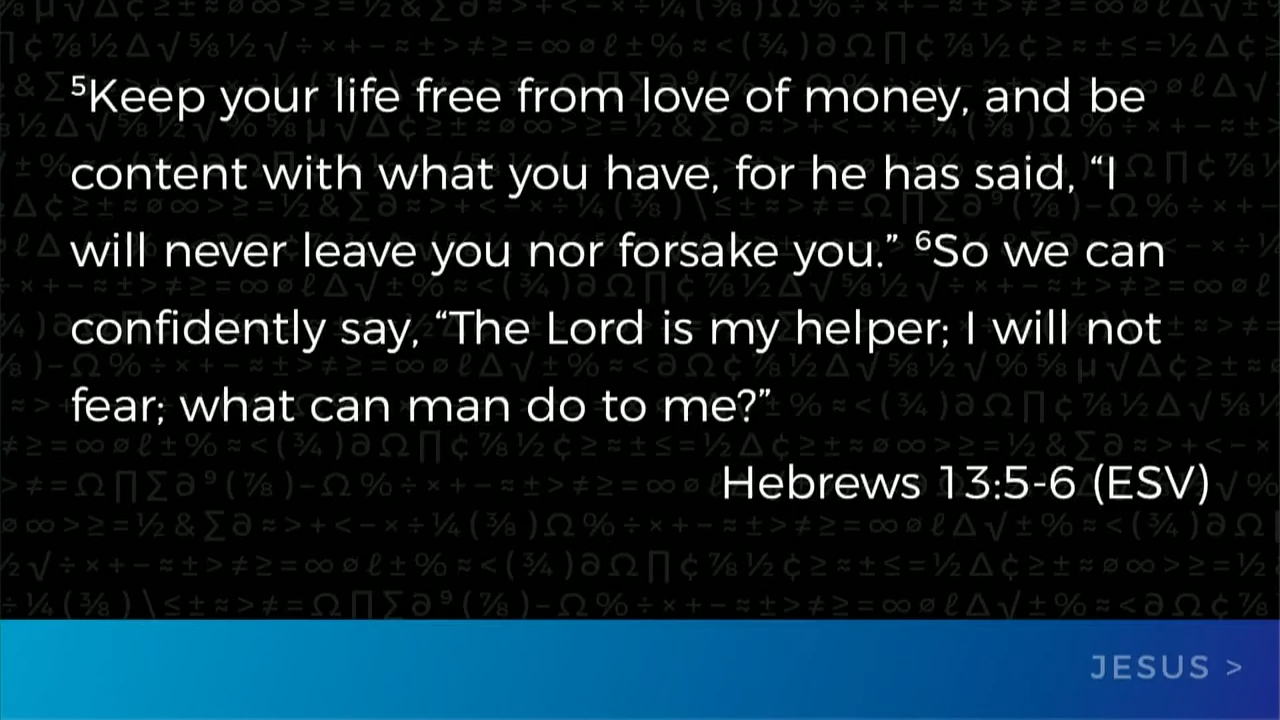 ⁵Keep your life free from love of money, and be
content with what you have, for he has said, “I
will never leave you nor forsake you.” ⁶So we can
confidently say, “The Lord is my helper; I will not
fear; what can man do to me?”
Hebrews 13:5-6 (ESV)
JESUS >